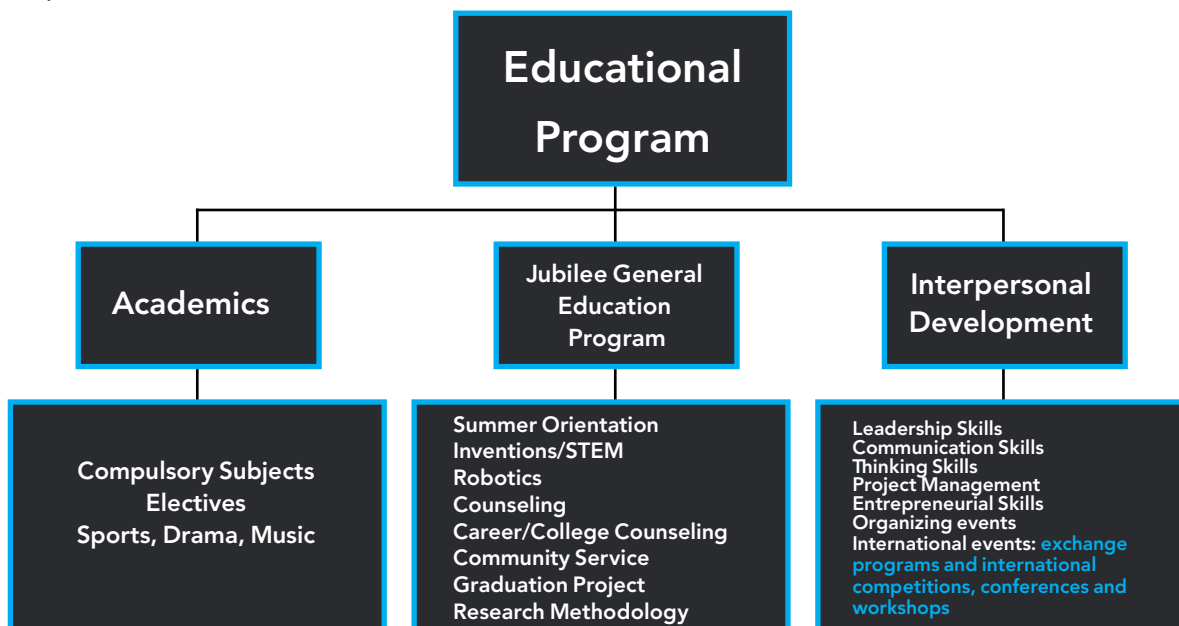 Educational
Program
Academics
Jubilee General
Education
Program
Interpersonal
Development
Compulsory Subjects
Electives
Sports, Drama, Music
Summer Orientation
Inventions/STEM
Robotics
Counseling
Career/College Counseling
Community Service
Graduation Project
Research Methodology
Leadership Skills
Communication Skills
Thinking Skills
Project Management
Entrepreneurial Skills
Organizing events
International events: exchange
programs and international
competitions, conferences and
workshops